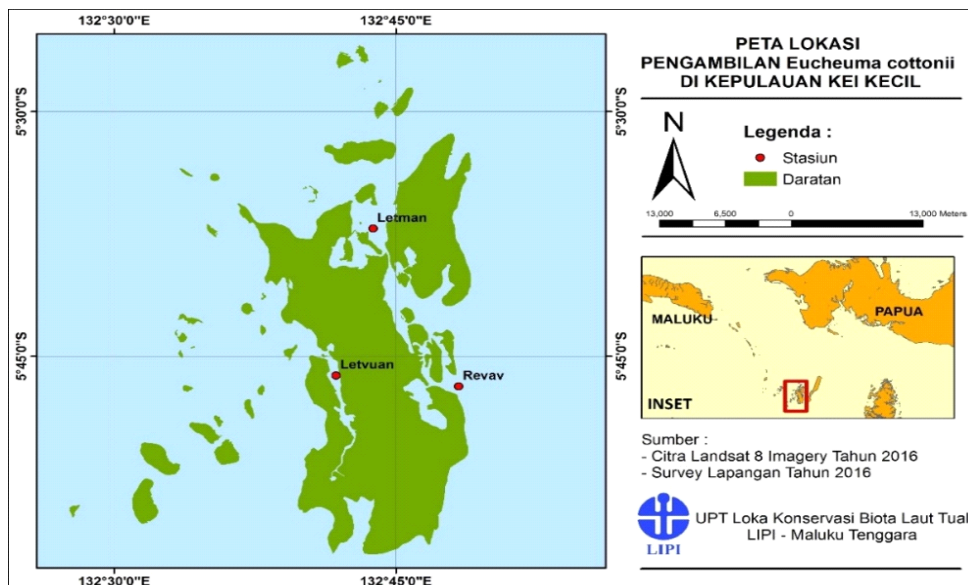 132°30'0"E
132°45'0"E
5°30'0"S
5°30'0"S
Letman
5°45'0"S
5°45'0"S
Letvuan
Revav
132°30'0"E
132°45'0"E
PETA LOKASI
PENGAMBILAN Eucheuma cottonii
DI KEPULAUAN KEI KECIL
N
Legenda :
Stasiun
Daratan
13,000
6,500
0
13,000 Meters
MALUKU
PAPUA
INSET
Sumber :
- Citra Landsat 8 Imagery Tahun 2016
- Survey Lapangan Tahun 2016
LIPI
UPT Loka Konservasi Biota Laut Tual
LIPI - Maluku Tenggara